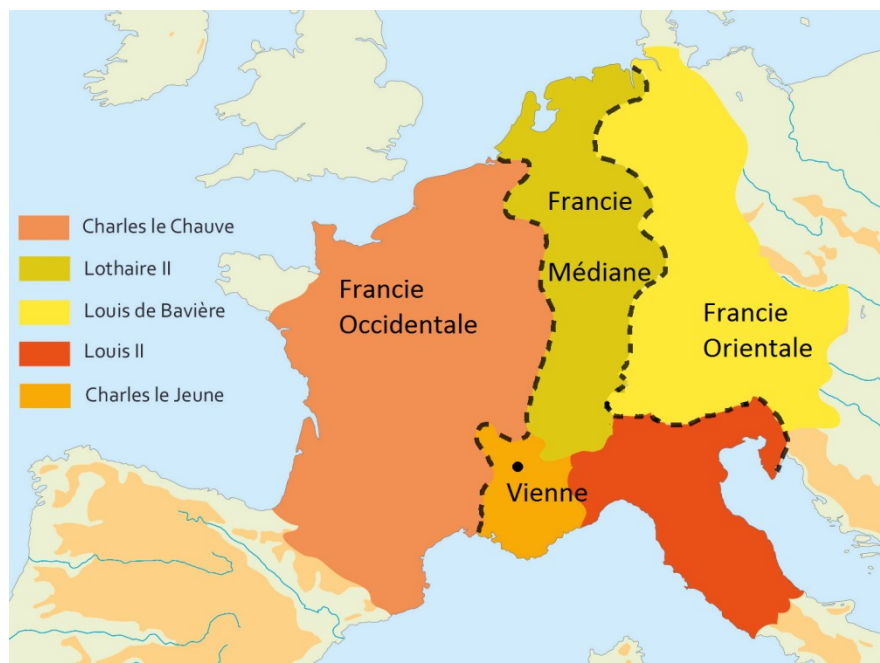 Charles le Chauve
Lothaire II
Louis de Bavière
Louis II
Charles le Jeune
Francie
Occidentale
Francie
Médiane
Francie
Orientale
Vienne